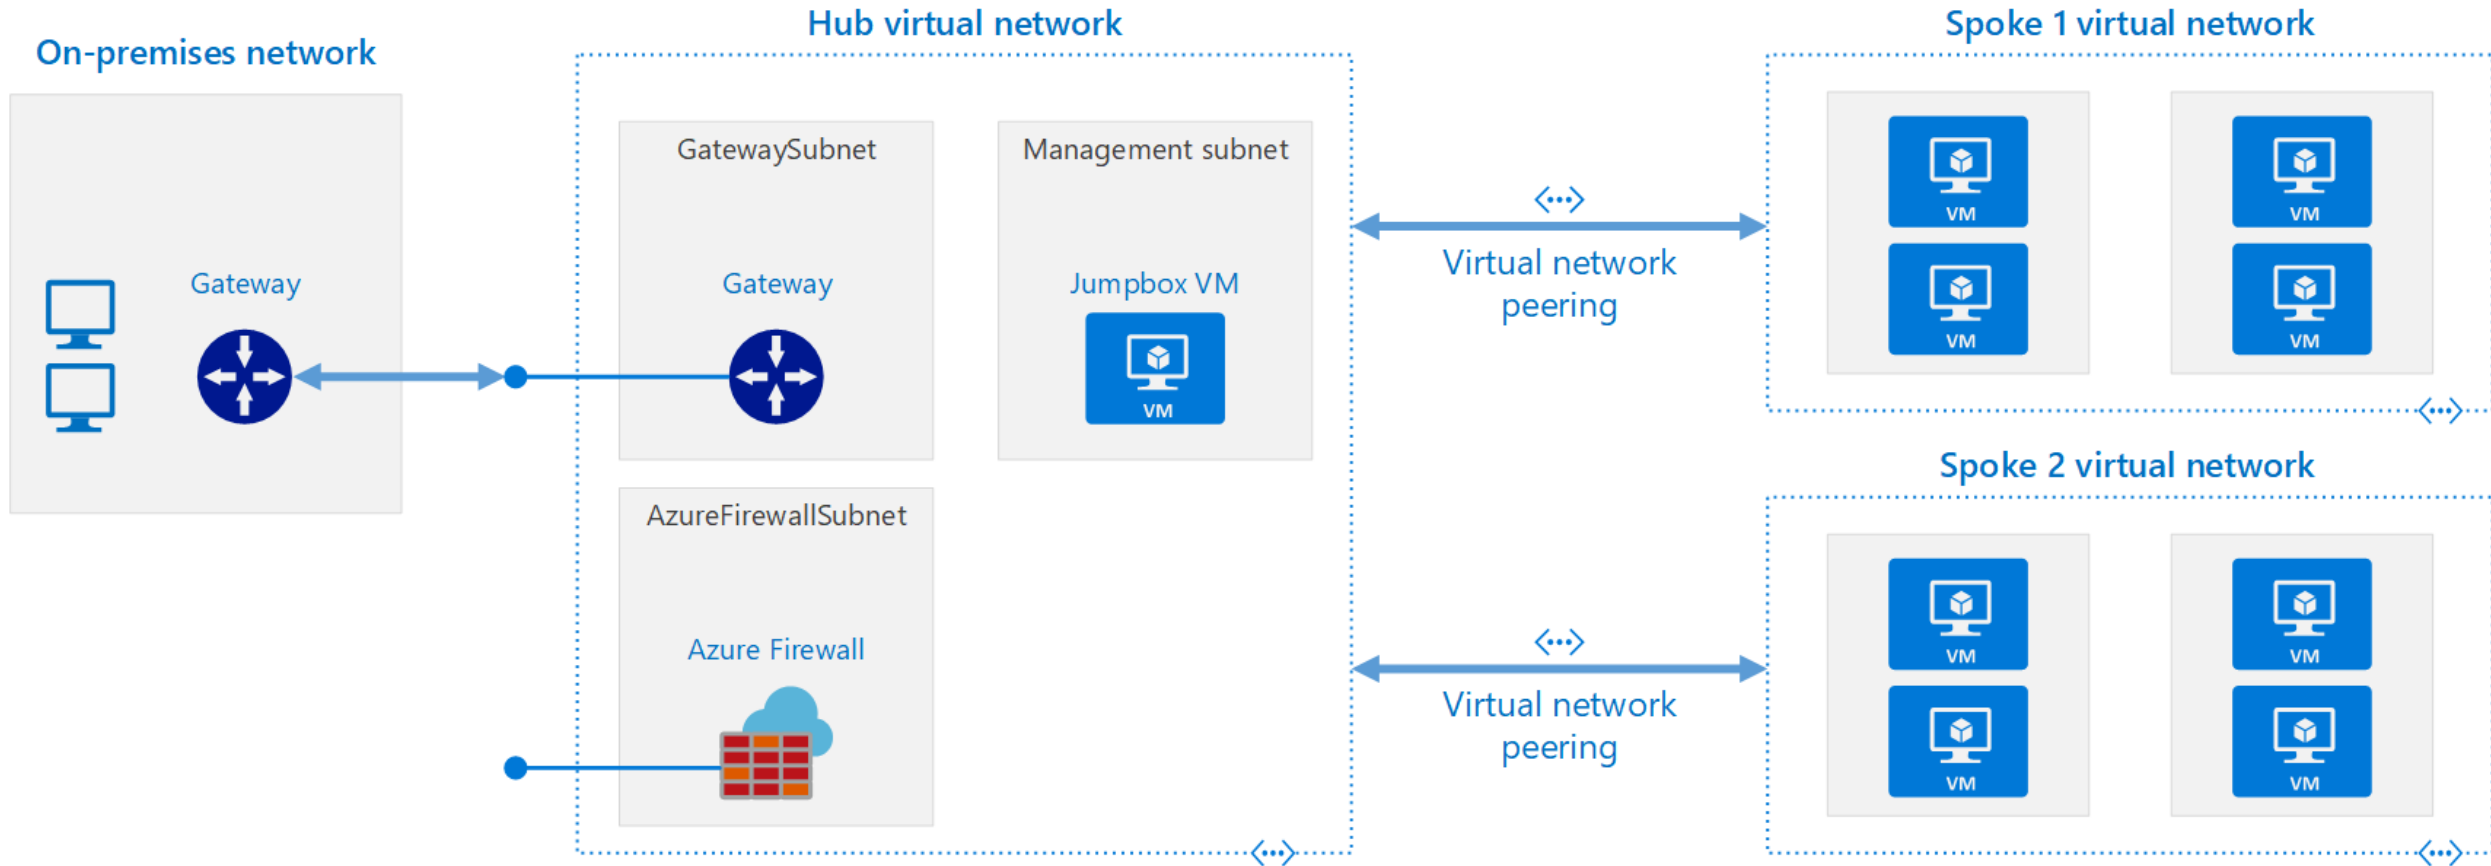 On-premises network
Gateway
Hub virtual network
GatewaySubnet
Gateway
Management subnet
Jumpbox VM
VM
AzureFirewallSubnet
Azure Firewall
Virtual network
peering
Virtual network
peering
Spoke 1 virtual network
VM
VM
VM
VM
Spoke 2 virtual network
VM
VM
VM
VM